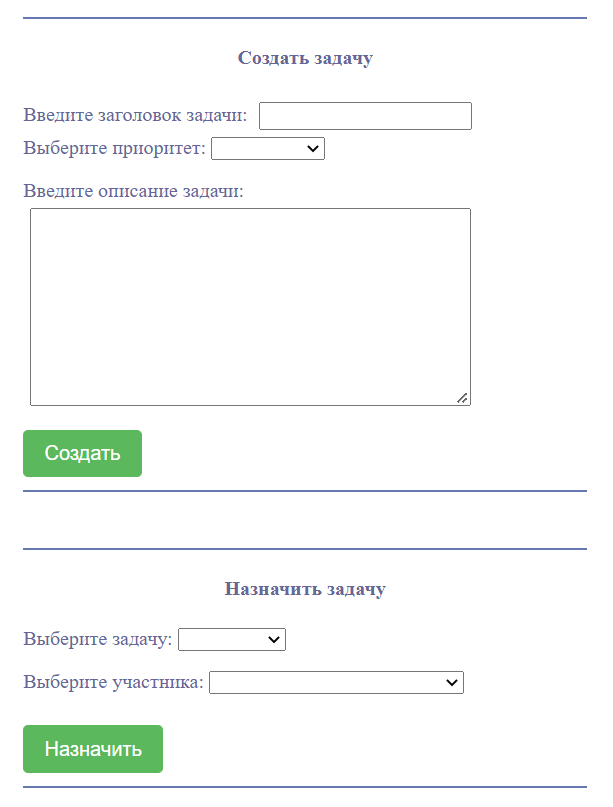 Создать задачу
Введите заголовок задачи:
Выберите приоритет:
Введите описание задачи:
Создать
Назначить задачу
Выберите задачу:
Выберите участника:
Назначить